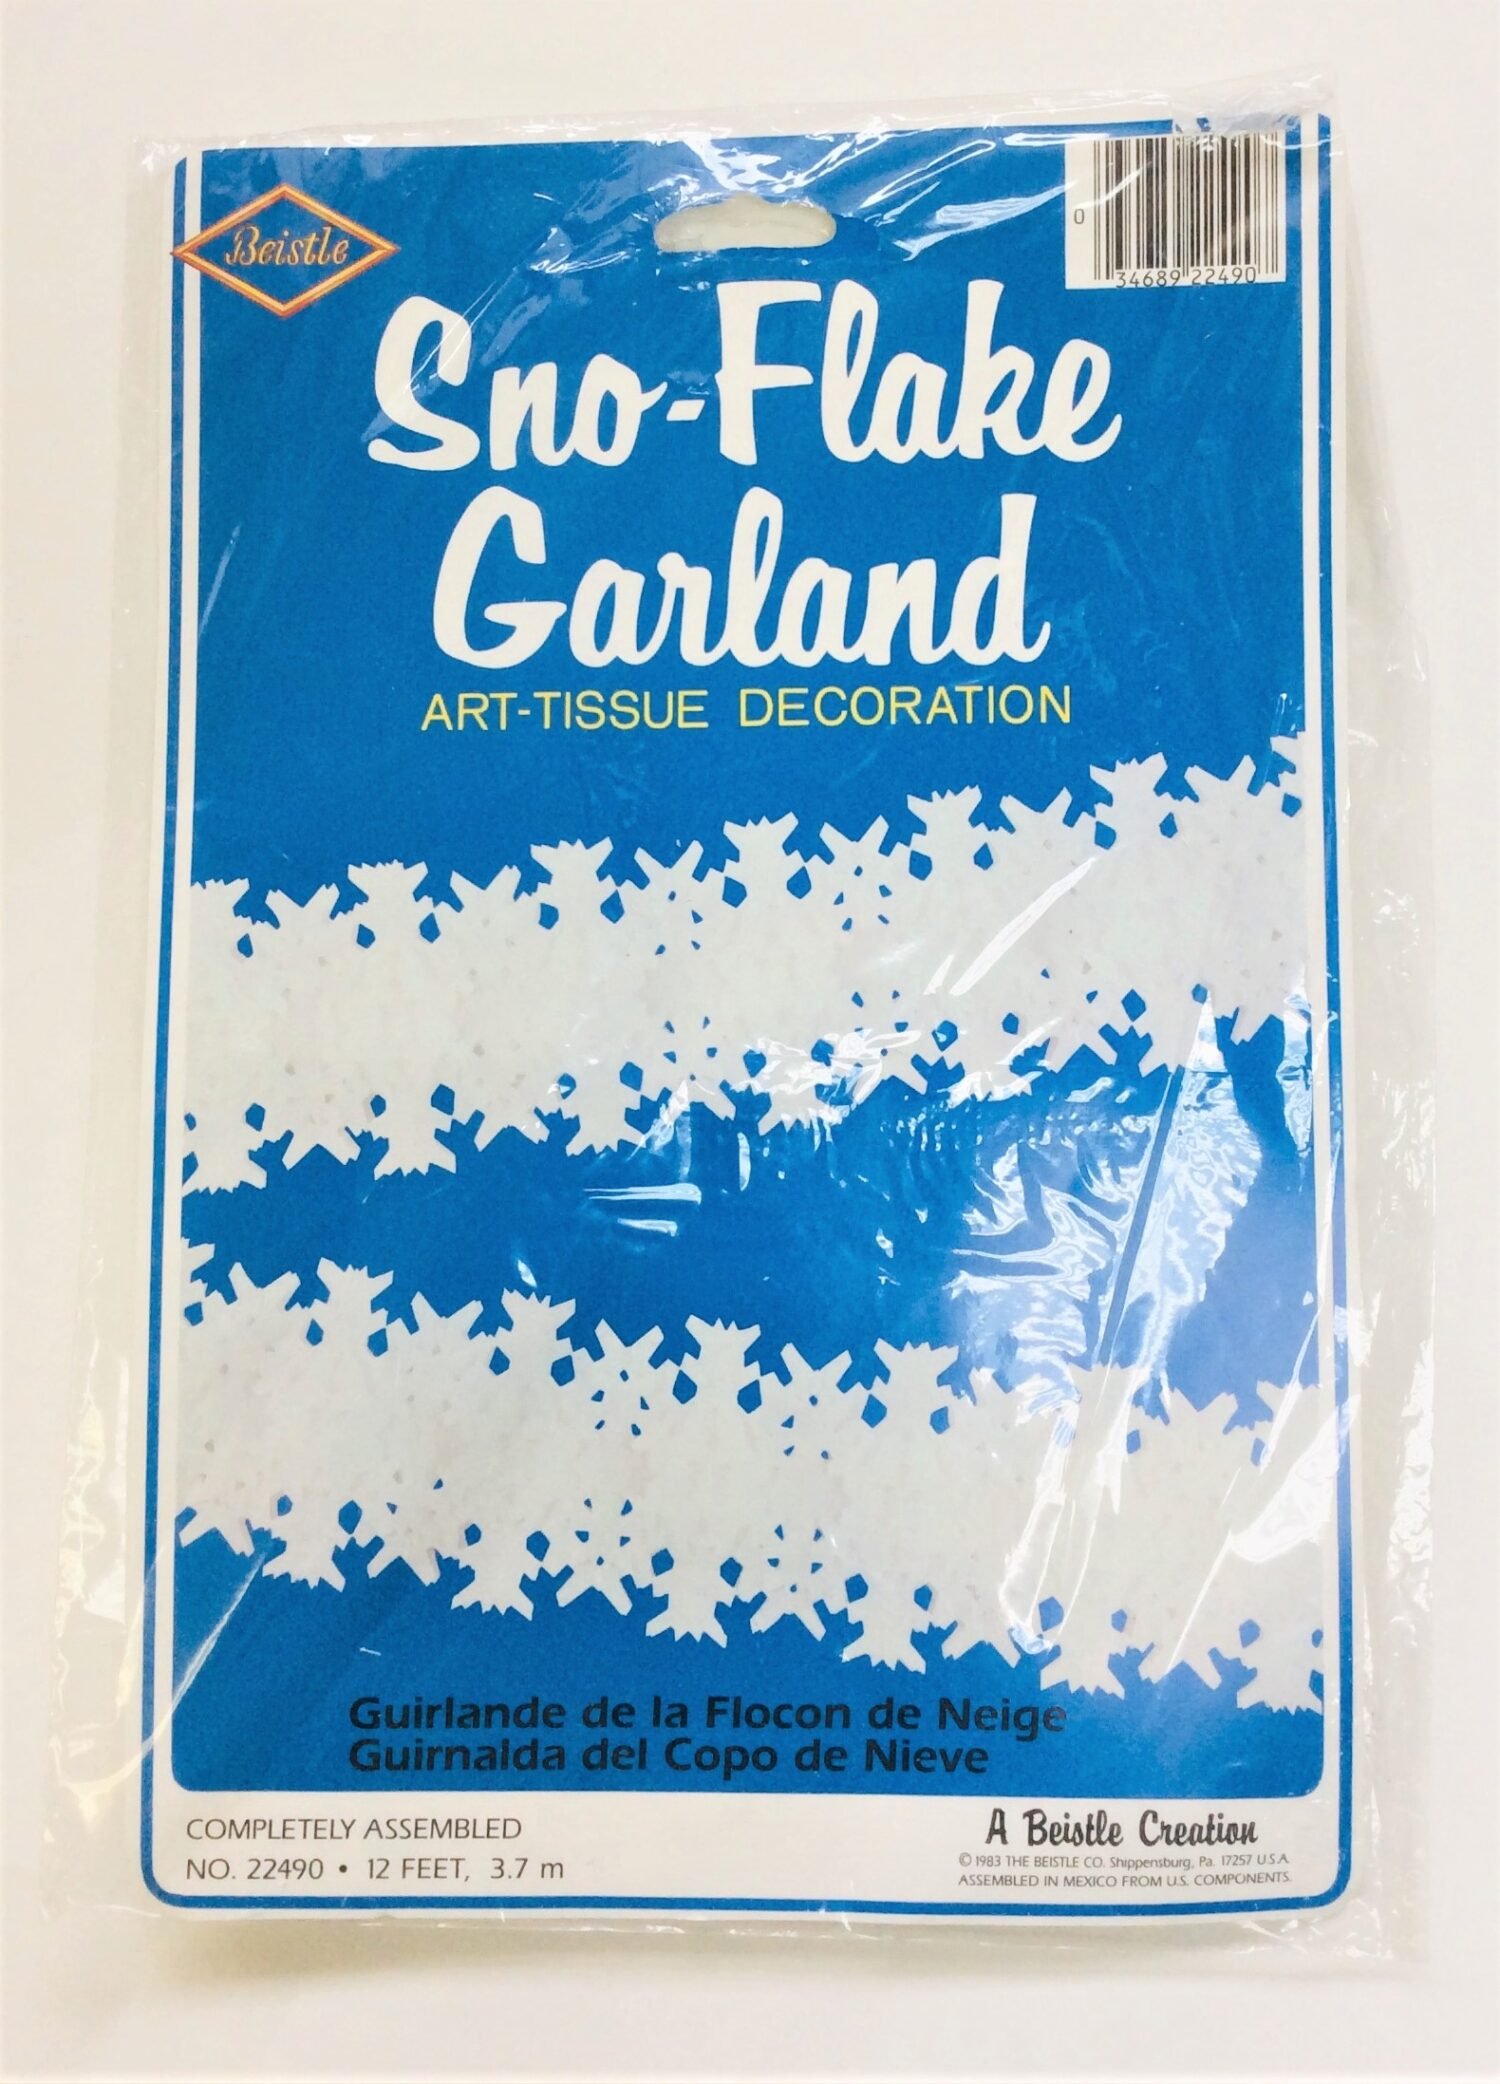 Beistle
0
34689 22490
Sno-Flake
Garland
ART-TISSUE DECORATION
Guirlande de la Flocon de Neige
Guirnalda del Copo de Nieve
COMPLETELY ASSEMBLED
NO. 22490 • 12 FEET, 3.7 m
A Beistle Creation
© 1983 THE BEISTLE CO. Shippensburg, Pa. 17257 U.S.A.
ASSEMBLED IN MEXICO FROM U.S. COMPONENTS.